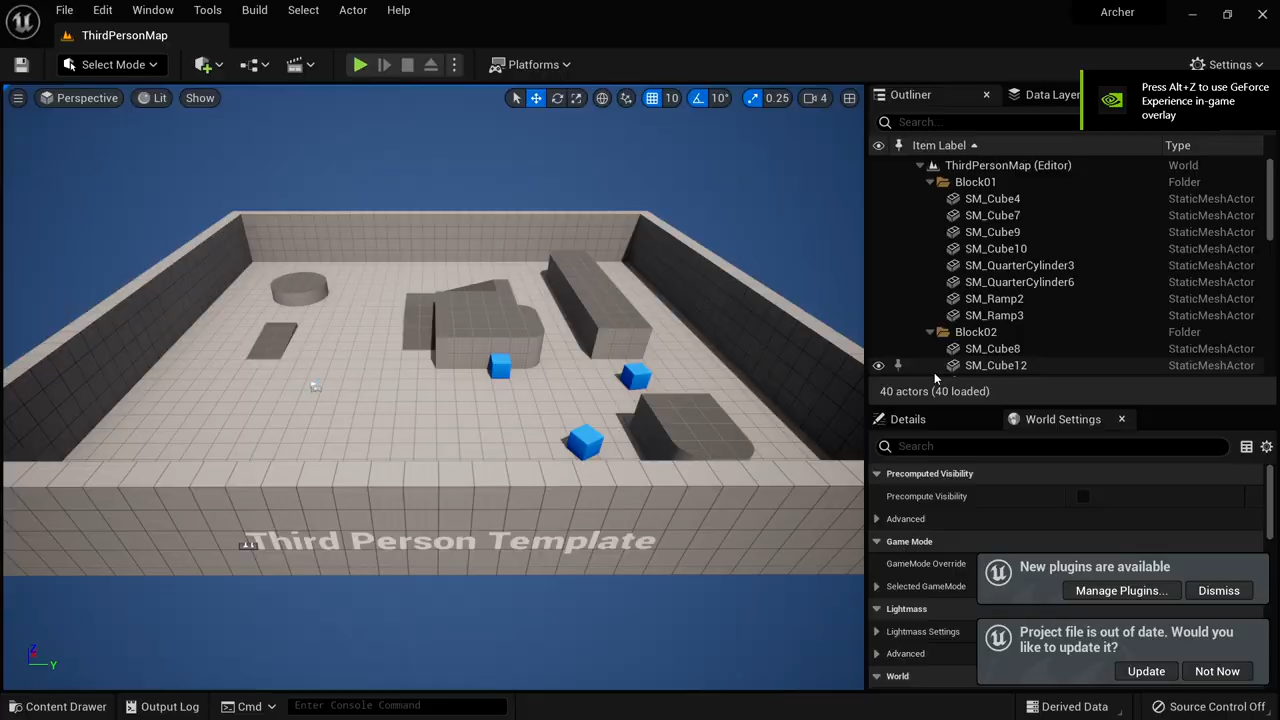 File Edit Window Tools Build Select Actor Help
Archer
ThirdPersonMap
Select Mode
Platforms
Settings
Perspective
Lit
Show
10
10°
0.25
4
Outliner
Data Layer
Press Alt+Z to use GeForce
Experience in-game
overlay
Search...
Item Label
Type
ThirdPersonMap (Editor) World
Block01 Folder
SM_Cube4 StaticMeshActor
SM_Cube7 StaticMeshActor
SM_Cube9 StaticMeshActor
SM_Cube10 StaticMeshActor
SM_QuarterCylinder3 StaticMeshActor
SM_QuarterCylinder6 StaticMeshActor
SM_Ramp2 StaticMeshActor
SM_Ramp3 StaticMeshActor
Block02 Folder
SM_Cube8 StaticMeshActor
SM_Cube12 StaticMeshActor
40 actors (40 loaded)
Details
World Settings
Search
Precomputed Visibility
Precompute Visibility
Advanced
Game Mode
GameMode Override
Selected GameMode
Lightmass
Lightmass Settings
Advanced
World
New plugins are available
Manage Plugins...
Dismiss
Project file is out of date. Would you
like to update it?
Update
Not Now
Third Person Template
Z
Y
Content Drawer
Output Log
Cmd
Enter Console Command
Derived Data
Source Control Off